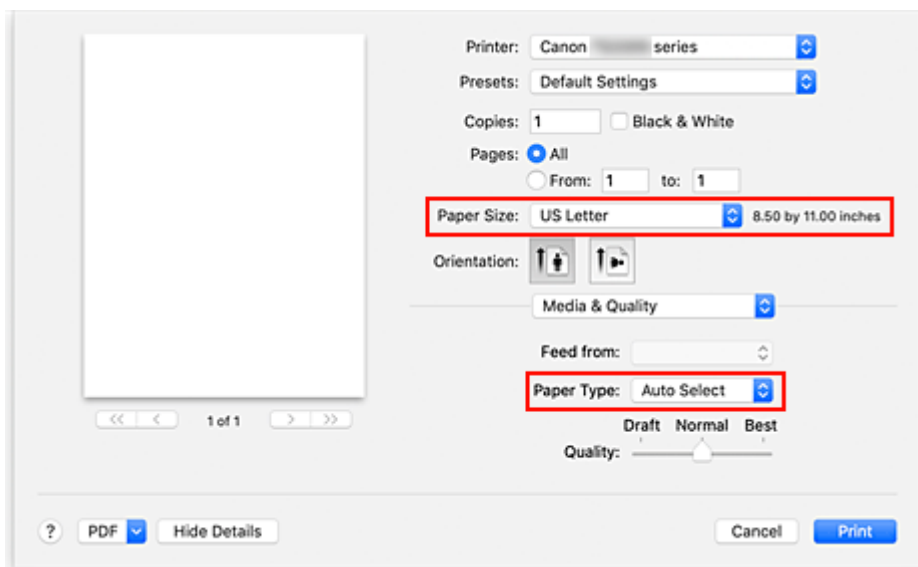 Printer: Canon series
Presets: Default Settings
Copies: 1 Black & White
Pages: All
From: 1 to: 1
Paper Size: US Letter 8.50 by 11.00 inches
Orientation:
Media & Quality
Feed from:
Paper Type: Auto Select
Draft Normal Best
Quality:
<< < 1 of 1 > >>
? PDF Hide Details Cancel Print